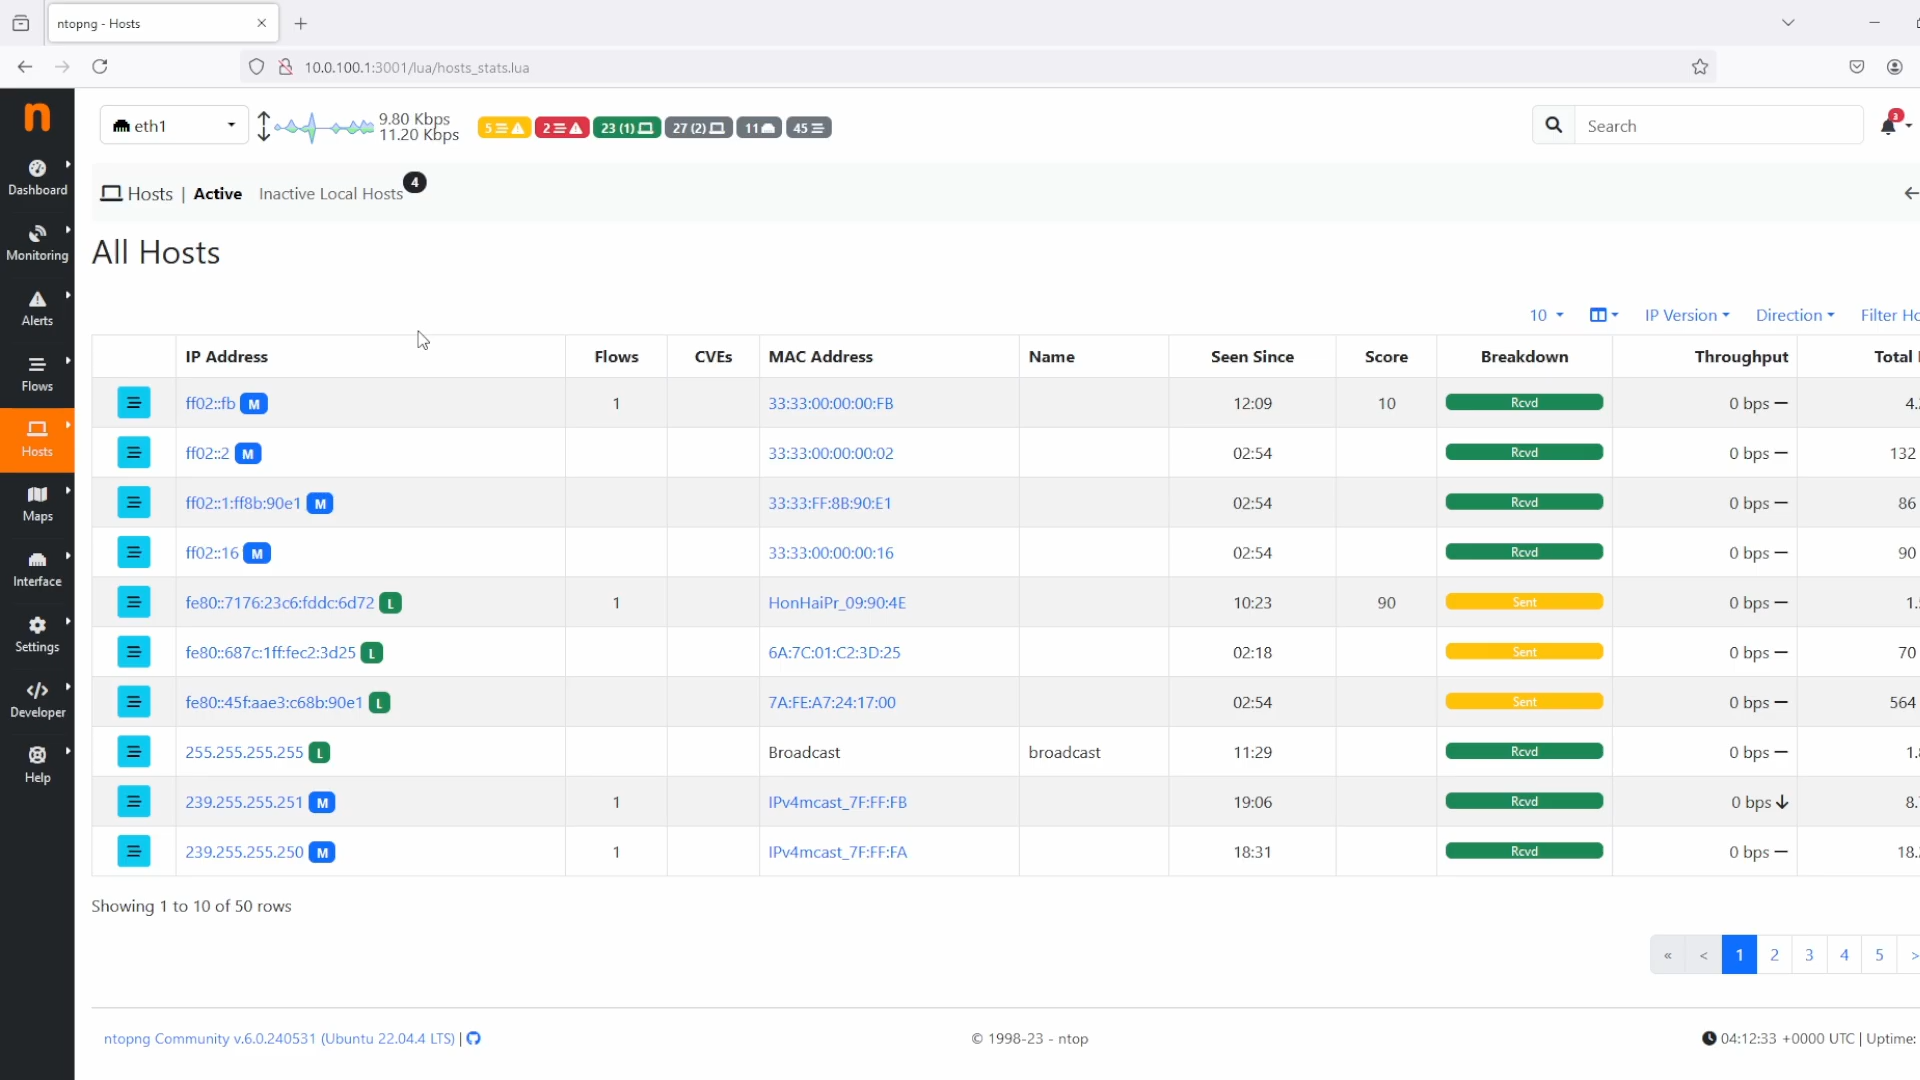 ntopng - Hosts
10.0.100.1:3001/lua/hosts_stats.lua
n
eth1
9.80 Kbps
11.20 Kbps
5
2
23 (1)
27 (2)
11
45
Search
3
Dashboard
Monitoring
Alerts
Flows
Hosts
Maps
Interface
Settings
Developer
Help
Hosts | Active Inactive Local Hosts 4
All Hosts
10 IP Version Direction Filter Ho
IP Address Flows CVEs MAC Address Name Seen Since Score Breakdown Throughput Total
ff02::fb M 1 33:33:00:00:00:FB 12:09 10 Rcvd 0 bps — 4.
ff02::2 M 33:33:00:00:00:02 02:54 Rcvd 0 bps — 132
ff02::1:ff8b:90e1 M 33:33:FF:8B:90:E1 02:54 Rcvd 0 bps — 86
ff02::16 M 33:33:00:00:00:16 02:54 Rcvd 0 bps — 90
fe80::7176:23c6:fddc:6d72 L 1 HonHaiPr_09:90:4E 10:23 90 Sent 0 bps — 1.
fe80::687c:1ff:fec2:3d25 L 6A:7C:01:C2:3D:25 02:18 Sent 0 bps — 70
fe80::45f:aae3:c68b:90e1 L 7A:FE:A7:24:17:00 02:54 Sent 0 bps — 564
255.255.255.255 L Broadcast broadcast 11:29 Rcvd 0 bps — 1.
239.255.255.251 M 1 IPv4mcast_7F:FF:FB 19:06 Rcvd 0 bps ↓ 8.
239.255.255.250 M 1 IPv4mcast_7F:FF:FA 18:31 Rcvd 0 bps — 18.
Showing 1 to 10 of 50 rows
« < 1 2 3 4 5 >
ntopng Community v.6.0.240531 (Ubuntu 22.04.4 LTS) |
© 1998-23 - ntop
04:12:33 +0000 UTC | Uptime: